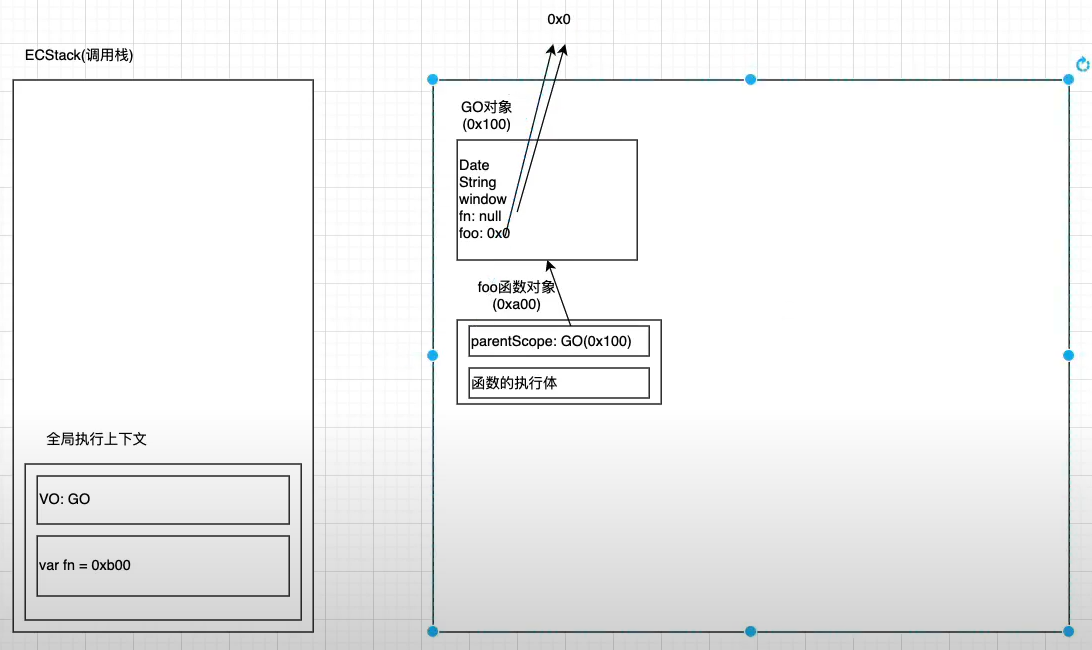 0x0
ECStack(调用栈)
GO对象
(0x100)
Date
String
window
fn: null
foo: 0x0
foo函数对象
(0xa00)
parentScope: GO(0x100)
函数的执行体
全局执行上下文
VO: GO
var fn = 0xb00